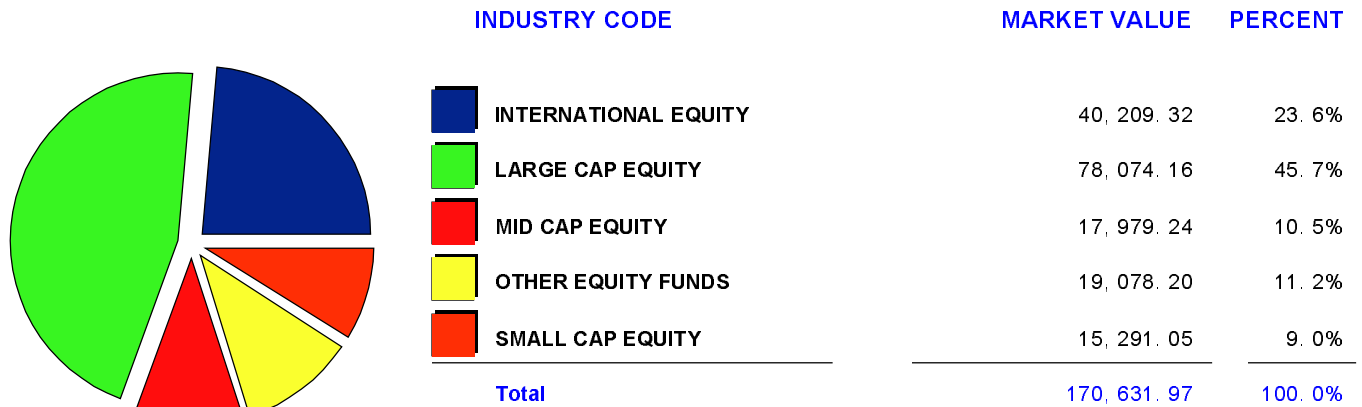 INDUSTRY CODE MARKET VALUE PERCENT
INTERNATIONAL EQUITY 40, 209. 32 23. 6%
LARGE CAP EQUITY 78, 074. 16 45. 7%
MID CAP EQUITY 17, 979. 24 10. 5%
OTHER EQUITY FUNDS 19, 078. 20 11. 2%
SMALL CAP EQUITY 15, 291. 05 9. 0%
Total 170, 631. 97 100. 0%